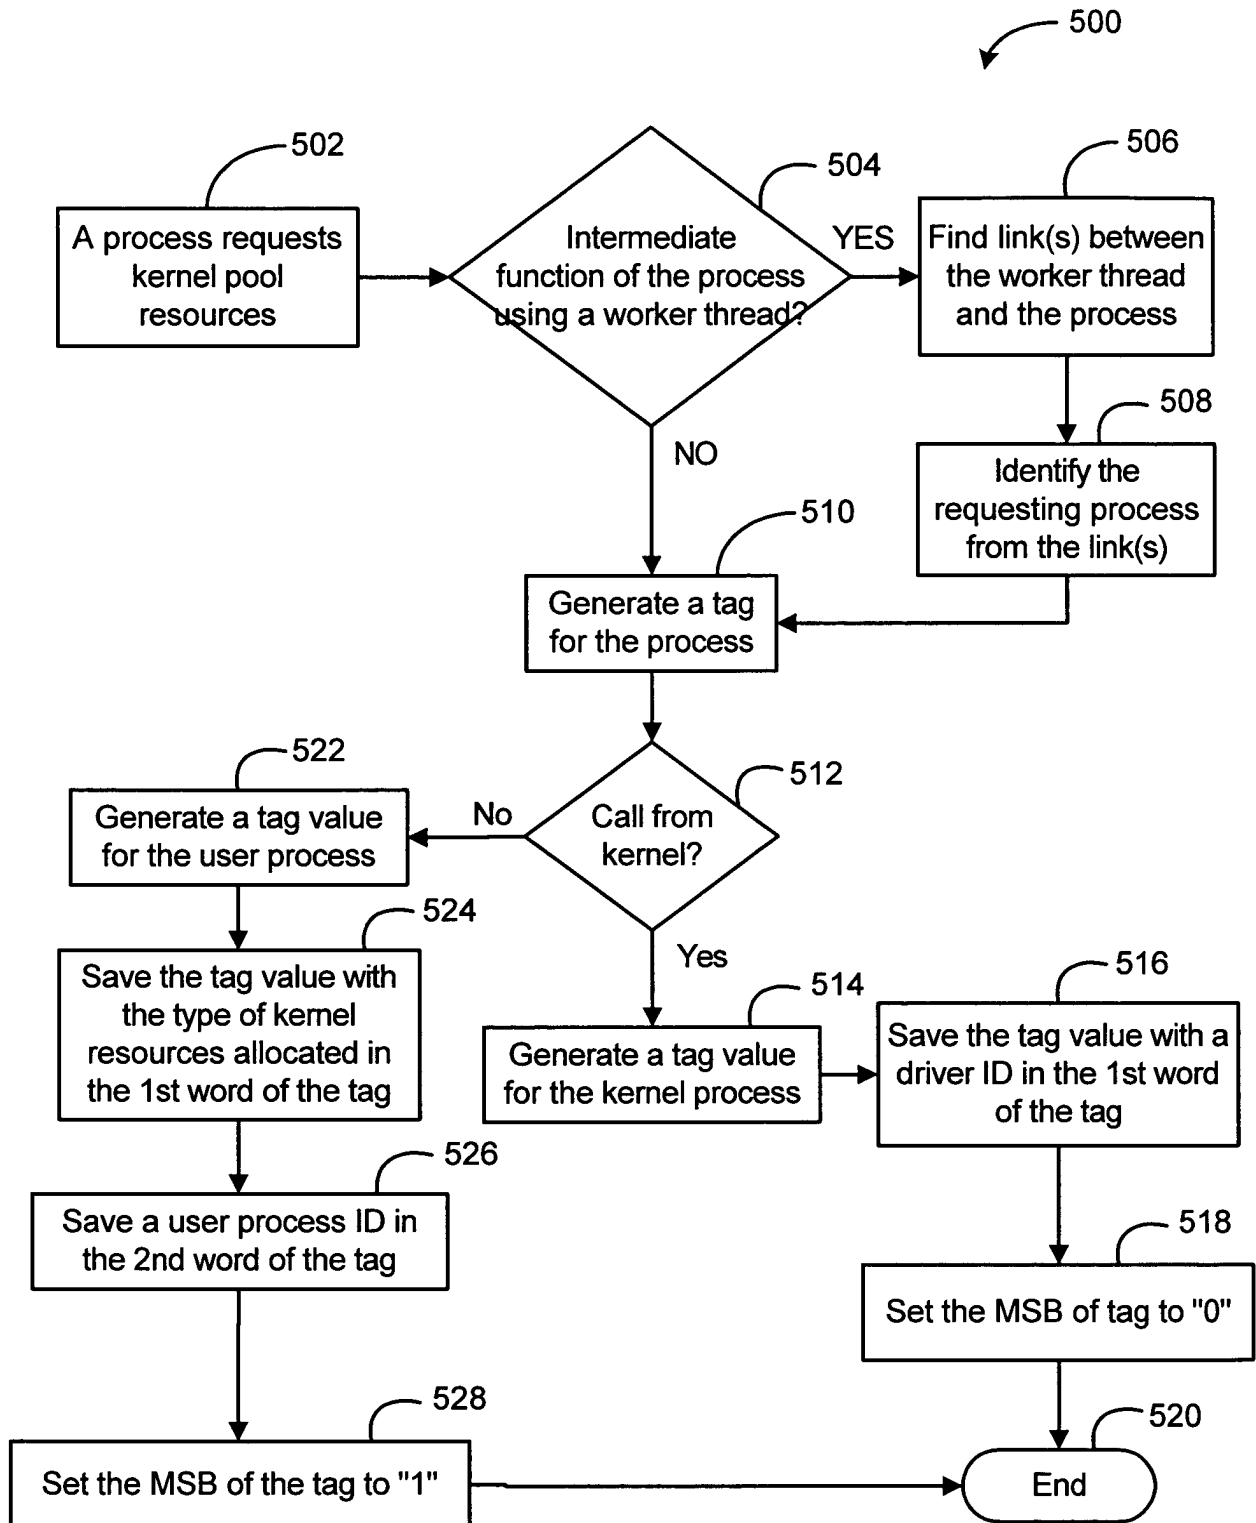 500
502
A process requests
kernel pool
resources
504
Intermediate
function of the process
using a worker thread?
YES
506
Find link(s) between
the worker thread
and the process
508
Identify the
requesting process
from the link(s)
NO
510
Generate a tag
for the process
512
Call from
kernel?
No
522
Generate a tag value
for the user process
524
Save the tag value with
the type of kernel
resources allocated in
the 1st word of the tag
526
Save a user process ID in
the 2nd word of the tag
528
Set the MSB of the tag to "1"
Yes
514
Generate a tag value
for the kernel process
516
Save the tag value with a
driver ID in the 1st word
of the tag
518
Set the MSB of tag to "0"
520
End